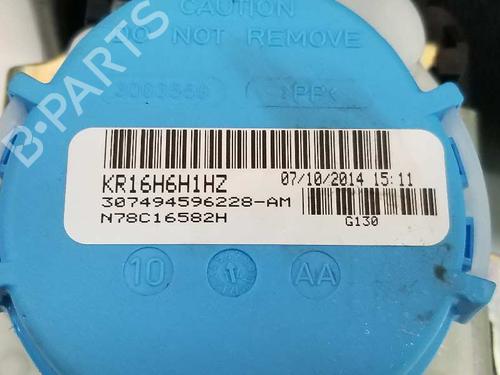 CAUTION
DO NOT REMOVE
>PP<
B-PARTS
KR16H6H1HZ
07/10/2014 15:11
307494596228-AM
N78C16582H
G130
10
AA